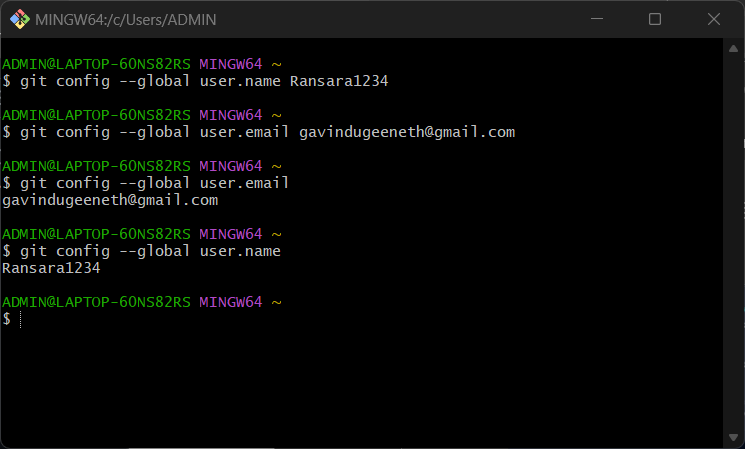 MINGW64:/c/Users/ADMIN
ADMIN@LAPTOP-6ONS82RS MINGW64 ~
$ git config --global user.name Ransara1234
ADMIN@LAPTOP-6ONS82RS MINGW64 ~
$ git config --global user.email gavindugeeneth@gmail.com
ADMIN@LAPTOP-6ONS82RS MINGW64 ~
$ git config --global user.email
gavindugeeneth@gmail.com
ADMIN@LAPTOP-6ONS82RS MINGW64 ~
$ git config --global user.name
Ransara1234
ADMIN@LAPTOP-6ONS82RS MINGW64 ~
$